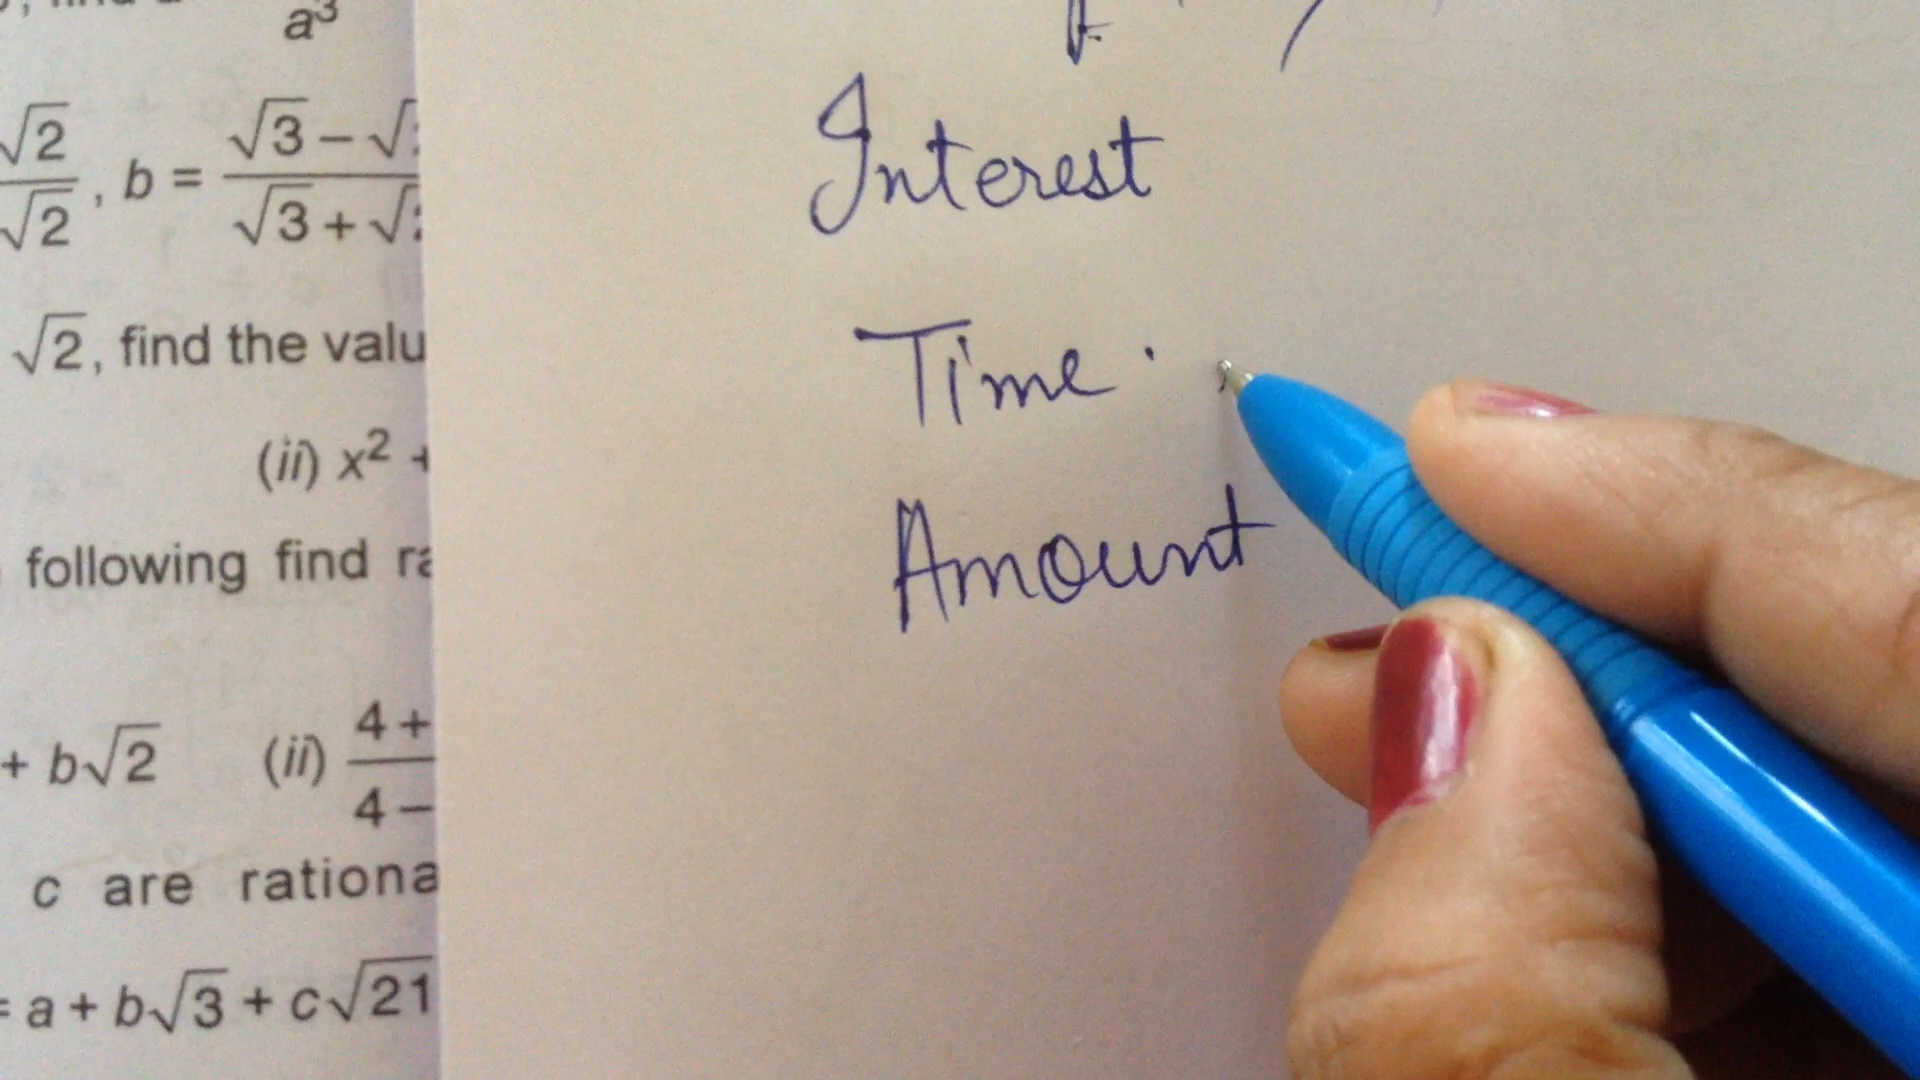 a³
√2/√2, b = √3 – √/√3 + √
√2, find the valu
(ii) x² +
following find ra
+ b√2 (ii) 4 +/4 –
c are rationa
= a + b√3 + c√21
Interest
Time
Amount